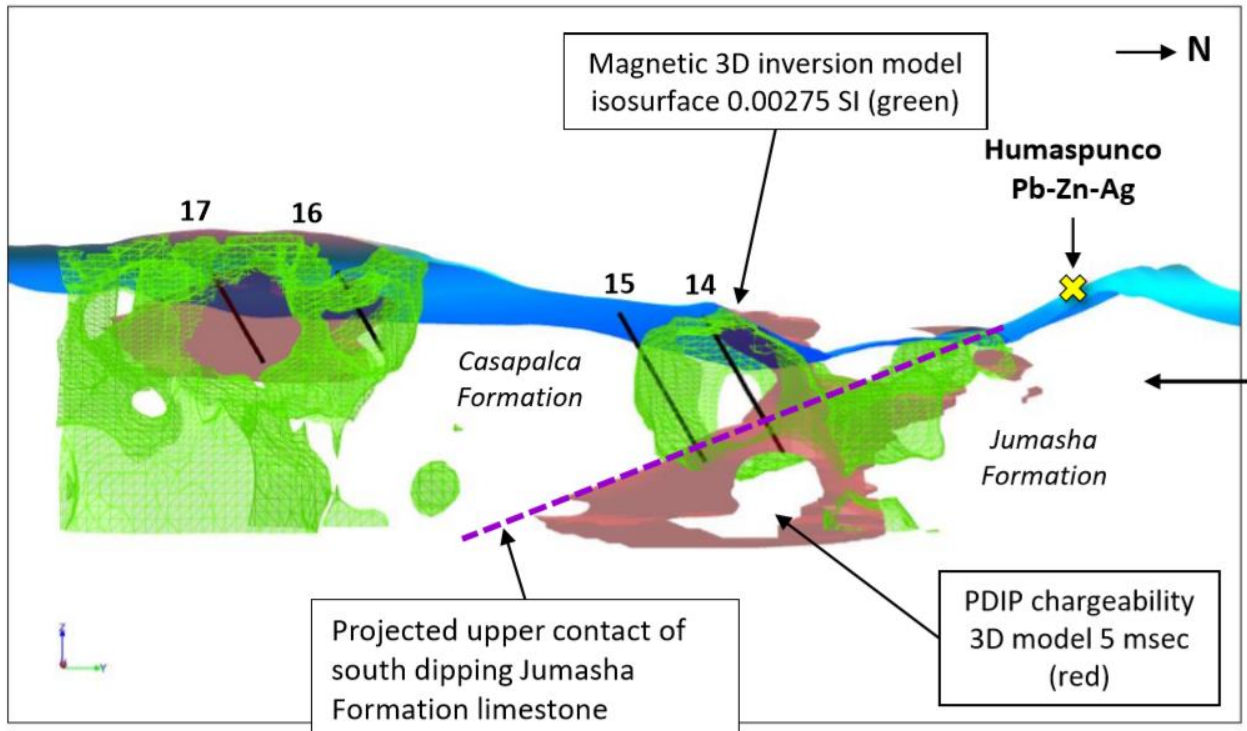 N
Magnetic 3D inversion model
isosurface 0.00275 SI (green)
Humaspunco
Pb-Zn-Ag
17
16
15
14
Casapalca
Formation
Jumasha
Formation
PDIP chargeability
3D model 5 msec
(red)
Projected upper contact of
south dipping Jumasha
Formation limestone
Z
Y